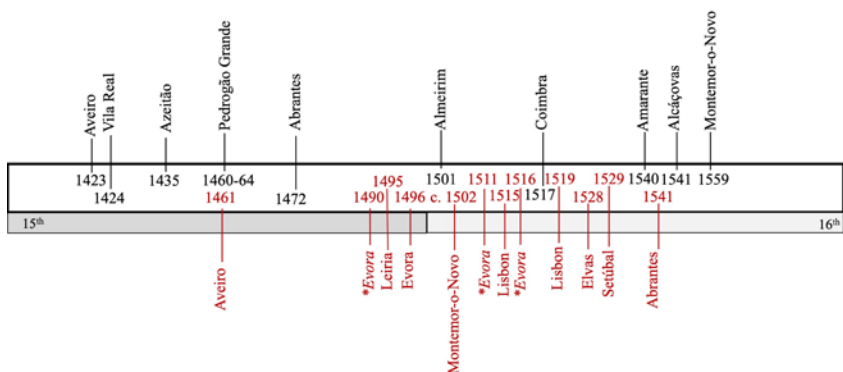 Aveiro
Vila Real
Azeitão
Pedrogão Grande
Abrantes
Almeirim
Coimbra
Amarante
Alcáçovas
Montemor-o-Novo
1423 1435 1460-64 1495 1501 1511 1516 1519 1529 1540 1541 1559
1424 1461 1472 1490 1496 c. 1502 1515 1517 1528 1541
15th 16th
Aveiro
*Evora
Leiria
Evora
Montemor-o-Novo
*Evora
Lisbon
*Evora
Lisbon
Elvas
Setúbal
Abrantes